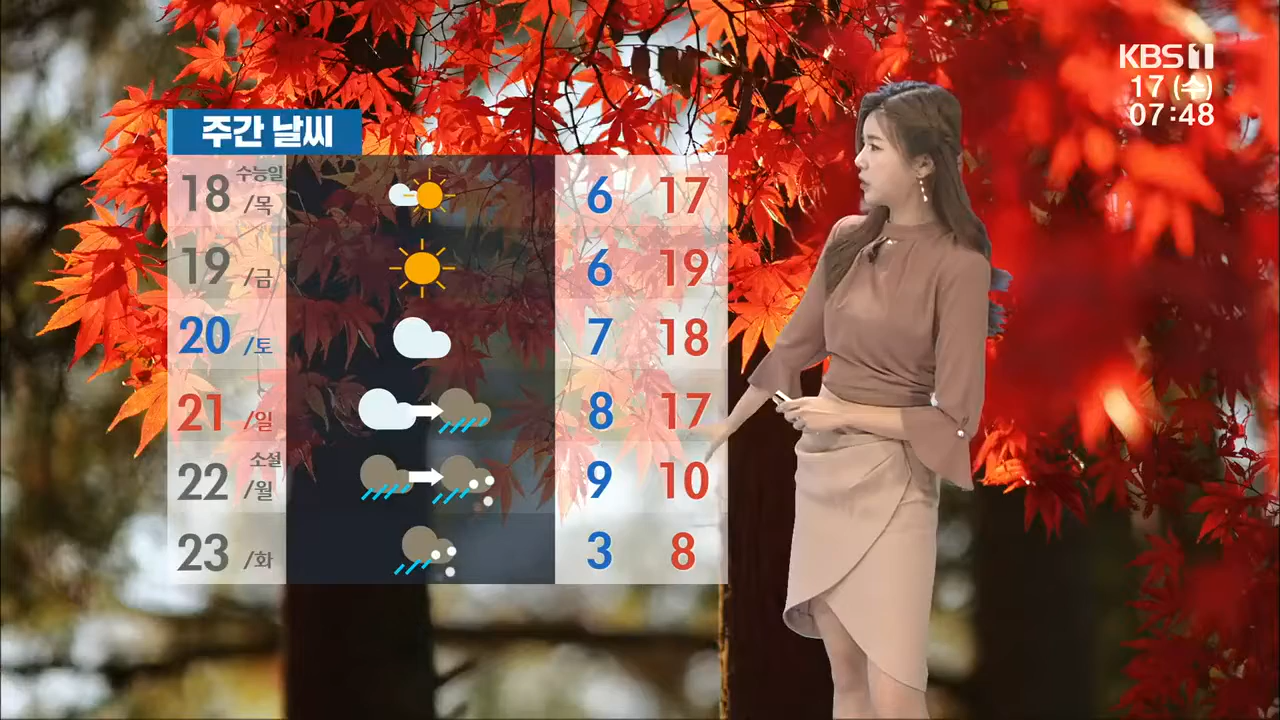 KBS 1
17 (수)
07:48
주간 날씨
18 /목 수능일 6 17
19 /금 6 19
20 /토 7 18
21 /일 8 17
22 /월 소설 9 10
23 /화 3 8